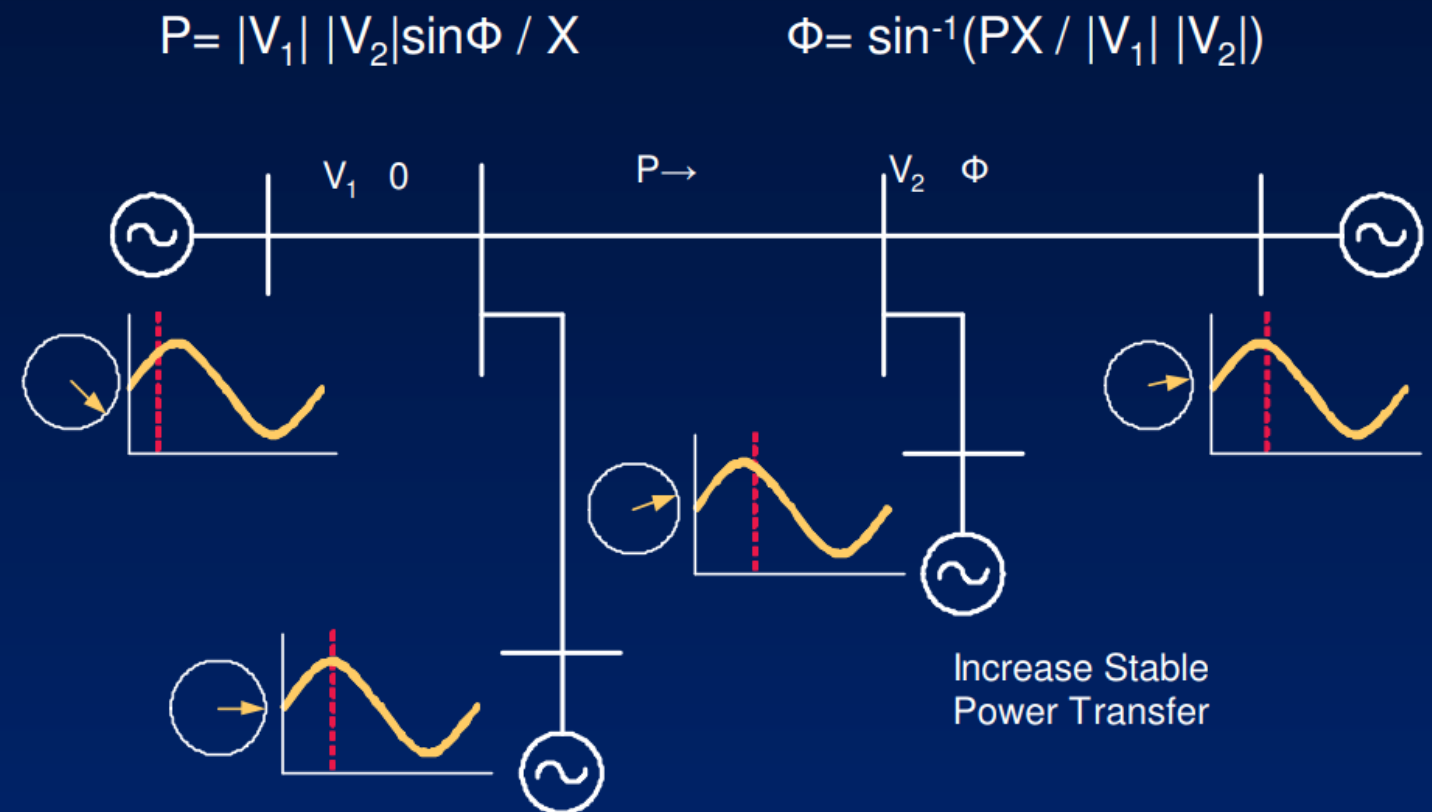 P= |V₁| |V₂|sinΦ / X
Φ= sin⁻¹(PX / |V₁| |V₂|)
V₁ 0
P→
V₂ Φ
Increase Stable
Power Transfer